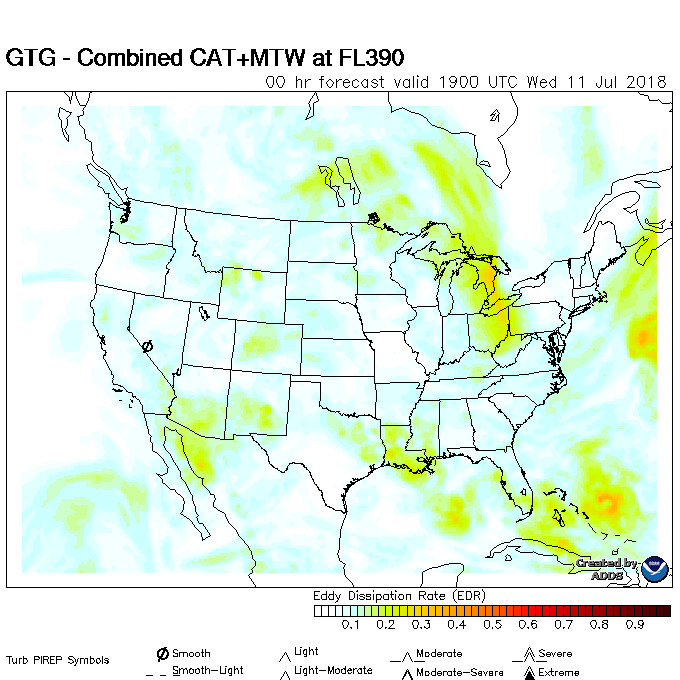 GTG - Combined CAT+MTW at FL390
00 hr forecast valid 1900 UTC Wed 11 Jul 2018
Created by
ADDS
Eddy Dissipation Rate (EDR)
0.1 0.2 0.3 0.4 0.5 0.6 0.7 0.8 0.9
Turb PIREP Symbols
Smooth Light Moderate Severe
Smooth-Light Light-Moderate Moderate-Severe Extreme